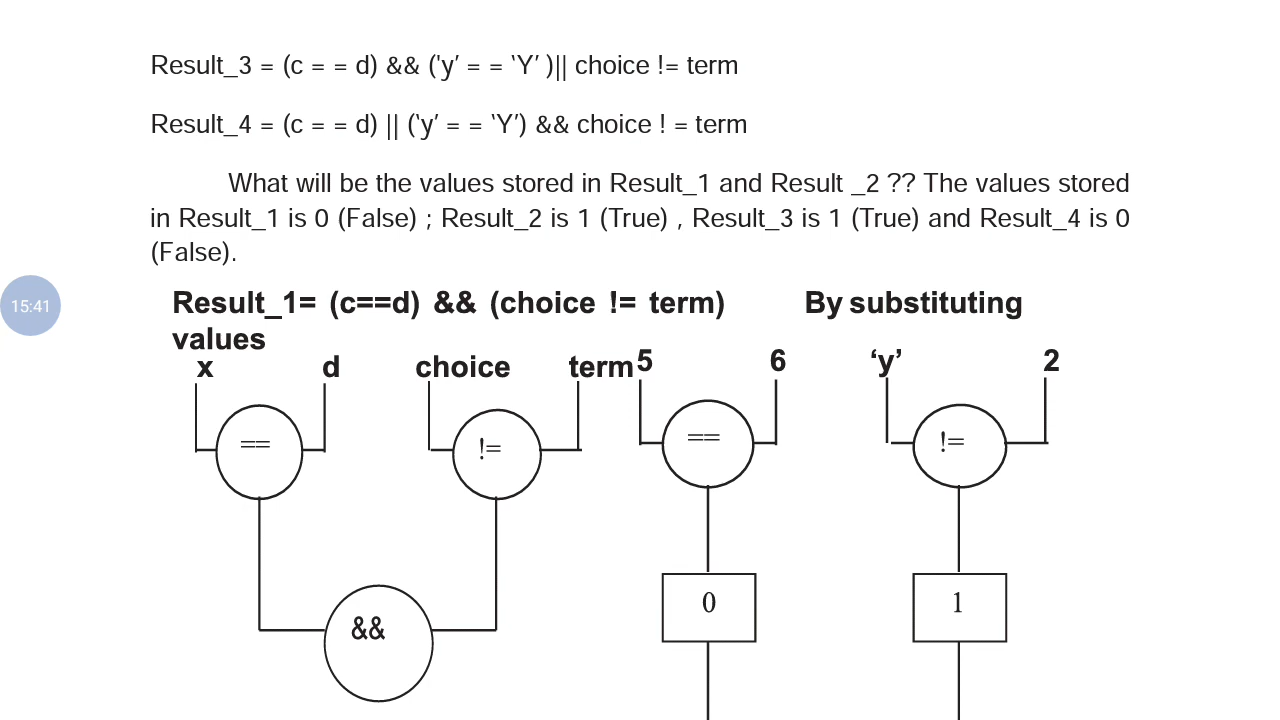 Result_3 = (c = = d) && (‘y’ = = ‘Y’ )|| choice != term
Result_4 = (c = = d) || (‘y’ = = ‘Y’) && choice ! = term
What will be the values stored in Result_1 and Result _2 ?? The values stored
in Result_1 is 0 (False) ; Result_2 is 1 (True) , Result_3 is 1 (True) and Result_4 is 0
(False).
15:41
Result_1= (c==d) && (choice != term) By substituting
values
x d choice term 5 6 ‘y’ 2
== != == !=
0 1
&&